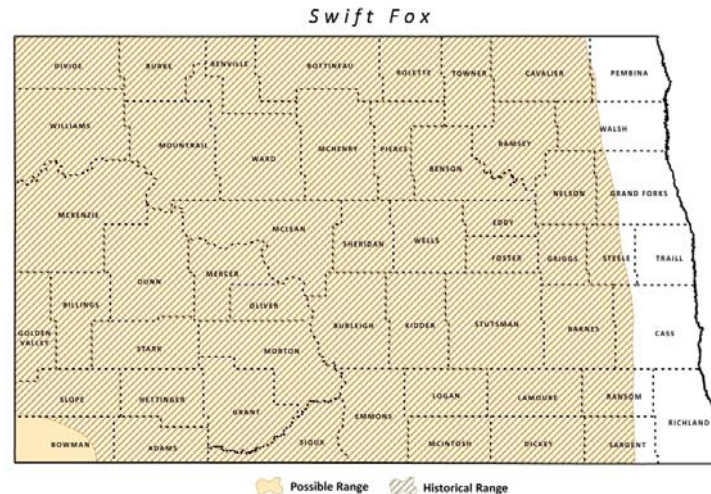 Swift Fox
DIVIDE BURKE RENVILLE BOTTINEAU ROLETTE TOWNER CAVALIER PEMBINA
WILLIAMS MOUNTRAIL WARD MCHENRY PIERCE BENSON RAMSEY WALSH
MCKENZIE NELSON GRAND FORKS
MCLEAN SHERIDAN WELLS EDDY
DUNN MERCER FOSTER GRIGGS STEELE TRAILL
BILLINGS OLIVER
GOLDEN
VALLEY STARK MORTON BURLEIGH KIDDER STUTSMAN BARNES CASS
SLOPE HETTINGER GRANT EMMONS LOGAN LAMOURE RANSOM
RICHLAND
BOWMAN ADAMS SIOUX MCINTOSH DICKEY SARGENT
Possible Range Historical Range